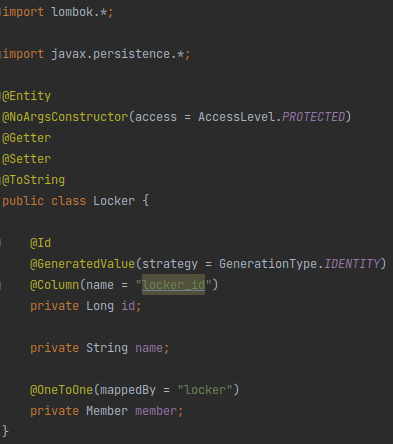 import lombok.*;
import javax.persistence.*;
@Entity
@NoArgsConstructor(access = AccessLevel.PROTECTED)
@Getter
@Setter
@ToString
public class Locker {
@Id
@GeneratedValue(strategy = GenerationType.IDENTITY)
@Column(name = "locker_id")
private Long id;
private String name;
@OneToOne(mappedBy = "locker")
private Member member;
}